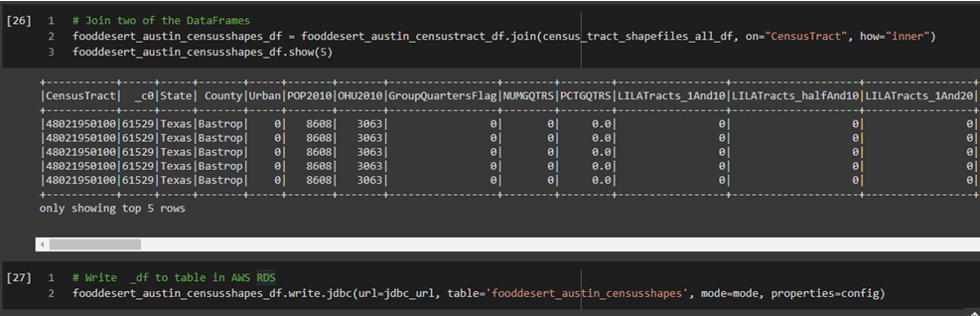 [26] 1 # Join two of the DataFrames
2 fooddesert_austin_censusshapes_df = fooddesert_austin_censustract_df.join(census_tract_shapefiles_all_df, on="CensusTract", how="inner")
3 fooddesert_austin_censusshapes_df.show(5)
+-----------+-----+-----+-------+-----+-------+-------+-----------------+-------+--------+---------------+------------------+---------------+
|CensusTract| _c0|State| County|Urban|POP2010|OHU2010|GroupQuartersFlag|NUMGQTRS|PCTGQTRS|LILATracts_1And10|LILATracts_halfAnd10|LILATracts_1And20|
+-----------+-----+-----+-------+-----+-------+-------+-----------------+-------+--------+---------------+------------------+---------------+
|48021950100|61529|Texas|Bastrop| 0| 8608| 3063| 0| 0| 0.0| 0| 0| 0|
|48021950100|61529|Texas|Bastrop| 0| 8608| 3063| 0| 0| 0.0| 0| 0| 0|
|48021950100|61529|Texas|Bastrop| 0| 8608| 3063| 0| 0| 0.0| 0| 0| 0|
|48021950100|61529|Texas|Bastrop| 0| 8608| 3063| 0| 0| 0.0| 0| 0| 0|
|48021950100|61529|Texas|Bastrop| 0| 8608| 3063| 0| 0| 0.0| 0| 0| 0|
+-----------+-----+-----+-------+-----+-------+-------+-----------------+-------+--------+---------------+------------------+---------------+
only showing top 5 rows
[27] 1 # Write _df to table in AWS RDS
2 fooddesert_austin_censusshapes_df.write.jdbc(url=jdbc_url, table='fooddesert_austin_censusshapes', mode=mode, properties=config)